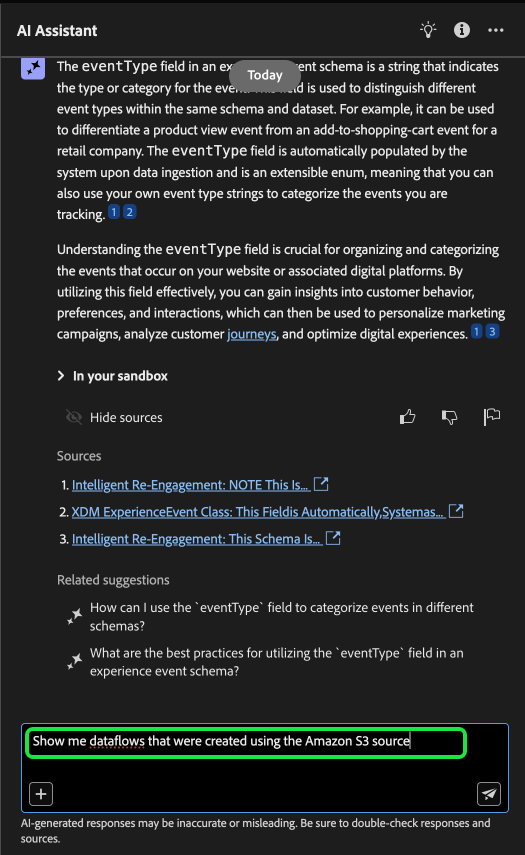 AI Assistant
The eventType field in an ex ent schema is a string that indicates
Today
the type or category for the event. This field is used to distinguish different
event types within the same schema and dataset. For example, it can be used
to differentiate a product view event from an add-to-shopping-cart event for a
retail company. The eventType field is automatically populated by the
system upon data ingestion and is an extensible enum, meaning that you can
also use your own event type strings to categorize the events you are
tracking. 1 2
Understanding the eventType field is crucial for organizing and categorizing
the events that occur on your website or associated digital platforms. By
utilizing this field effectively, you can gain insights into customer behavior,
preferences, and interactions, which can then be used to personalize marketing
campaigns, analyze customer journeys, and optimize digital experiences. 1 3
In your sandbox
Hide sources
Sources
1. Intelligent Re-Engagement: NOTE This Is...
2. XDM ExperienceEvent Class: This Fieldis Automatically,Systemas...
3. Intelligent Re-Engagement: This Schema Is...
Related suggestions
How can I use the `eventType` field to categorize events in different
schemas?
What are the best practices for utilizing the `eventType` field in an
experience event schema?
Show me dataflows that were created using the Amazon S3 source
AI-generated responses may be inaccurate or misleading. Be sure to double-check responses and
sources.